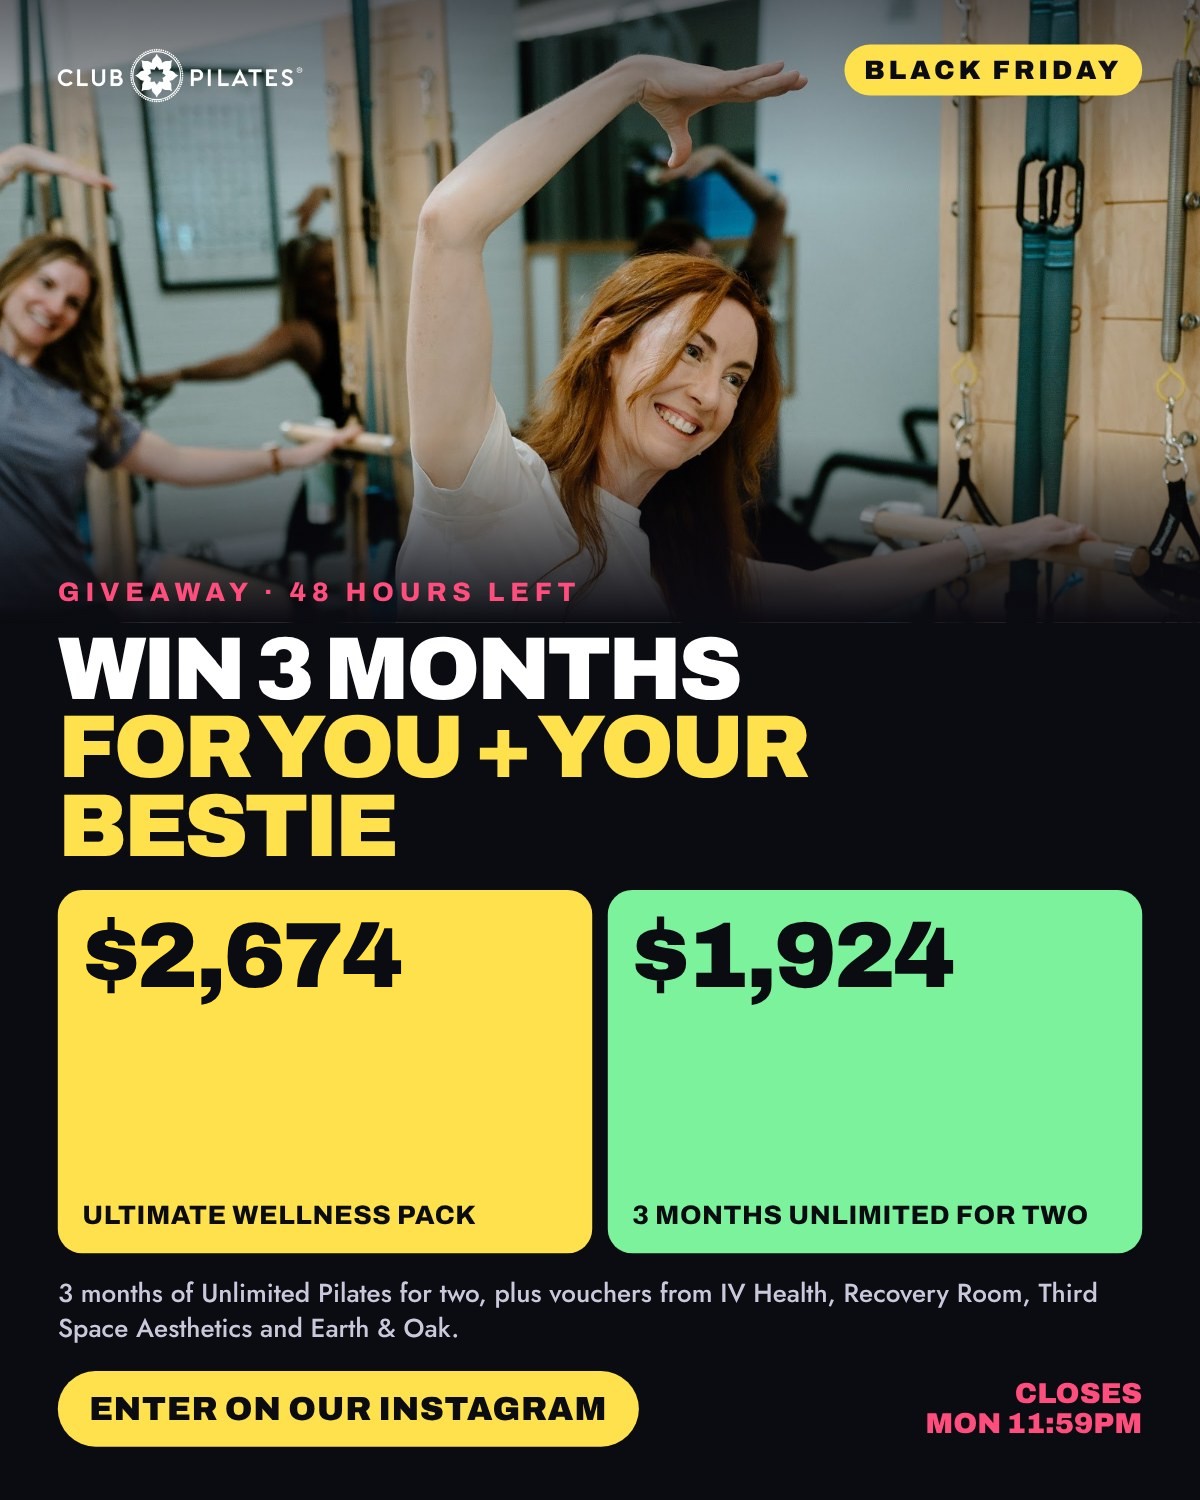 CLUB PILATES®
BLACK FRIDAY
GIVEAWAY · 48 HOURS LEFT
WIN 3 MONTHS
FOR YOU + YOUR
BESTIE
$2,674
ULTIMATE WELLNESS PACK
$1,924
3 MONTHS UNLIMITED FOR TWO
3 months of Unlimited Pilates for two, plus vouchers from IV Health, Recovery Room, Third
Space Aesthetics and Earth & Oak.
ENTER ON OUR INSTAGRAM
CLOSES
MON 11:59PM